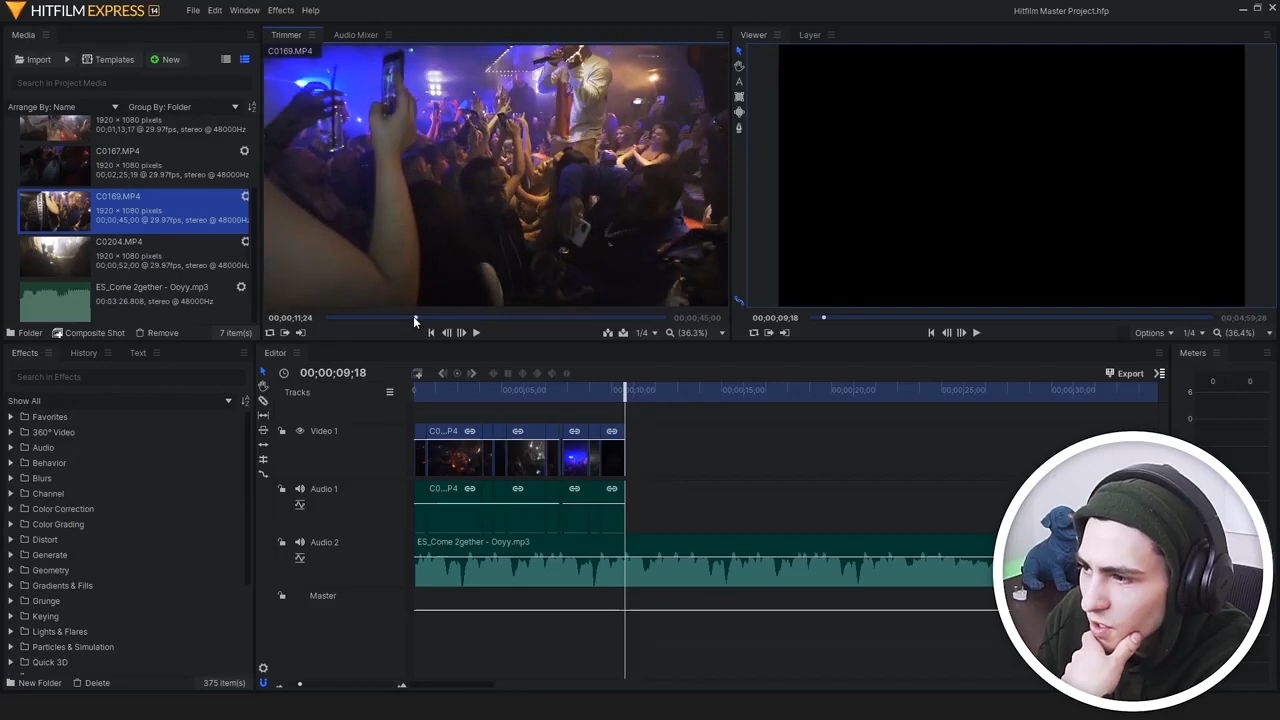 HITFILM EXPRESS 14
File Edit Window Effects Help
Hitfilm Master Project.hfp
Media
Import Templates New
Search in Project Media
Arrange By: Name Group By: Folder
1920 × 1080 pixels
00;01;13;17 @ 29.97fps, stereo @ 48000Hz
C0167.MP4
1920 × 1080 pixels
00;02;25;19 @ 29.97fps, stereo @ 48000Hz
C0169.MP4
1920 × 1080 pixels
00;00;45;00 @ 29.97fps, stereo @ 48000Hz
C0204.MP4
1920 × 1080 pixels
00;00;52;00 @ 29.97fps, stereo @ 48000Hz
ES_Come 2gether - Ooyy.mp3
00:03:26.808, stereo @ 48000Hz
Folder Composite Shot Remove 7 item(s)
Trimmer Audio Mixer
C0169.MP4
00;00;11;24 00;00;45;00
1/4 (36.3%)
Viewer Layer
00;00;09;18 00;04;59;28
Options 1/4 (36.4%)
Effects History Text
Search in Effects
Show All
Favorites
360° Video
Audio
Behavior
Blurs
Channel
Color Correction
Color Grading
Distort
Generate
Geometry
Gradients & Fills
Grunge
Keying
Lights & Flares
Particles & Simulation
Quick 3D
New Folder Delete 375 item(s)
Editor
00;00;09;18 Export
Tracks 0 00;00;05;00 00;00;10;00 00;00;15;00 00;00;20;00 00;00;25;00 00;00;30;00
Video 1 C0...P4
Audio 1 C0...P4
Audio 2 ES_Come 2gether - Ooyy.mp3
Master
Meters
0 0
6
0